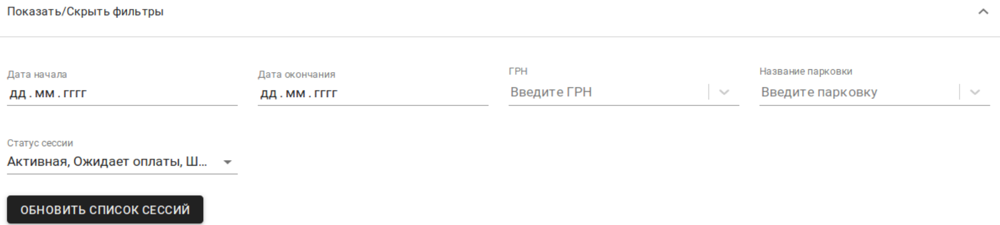 Показать/Скрыть фильтры
Дата начала
дд.мм.гггг
Дата окончания
дд.мм.гггг
ГРН
Введите ГРН
Название парковки
Введите парковку
Статус сессии
Активная, Ожидает оплаты, Ш...
ОБНОВИТЬ СПИСОК СЕССИЙ